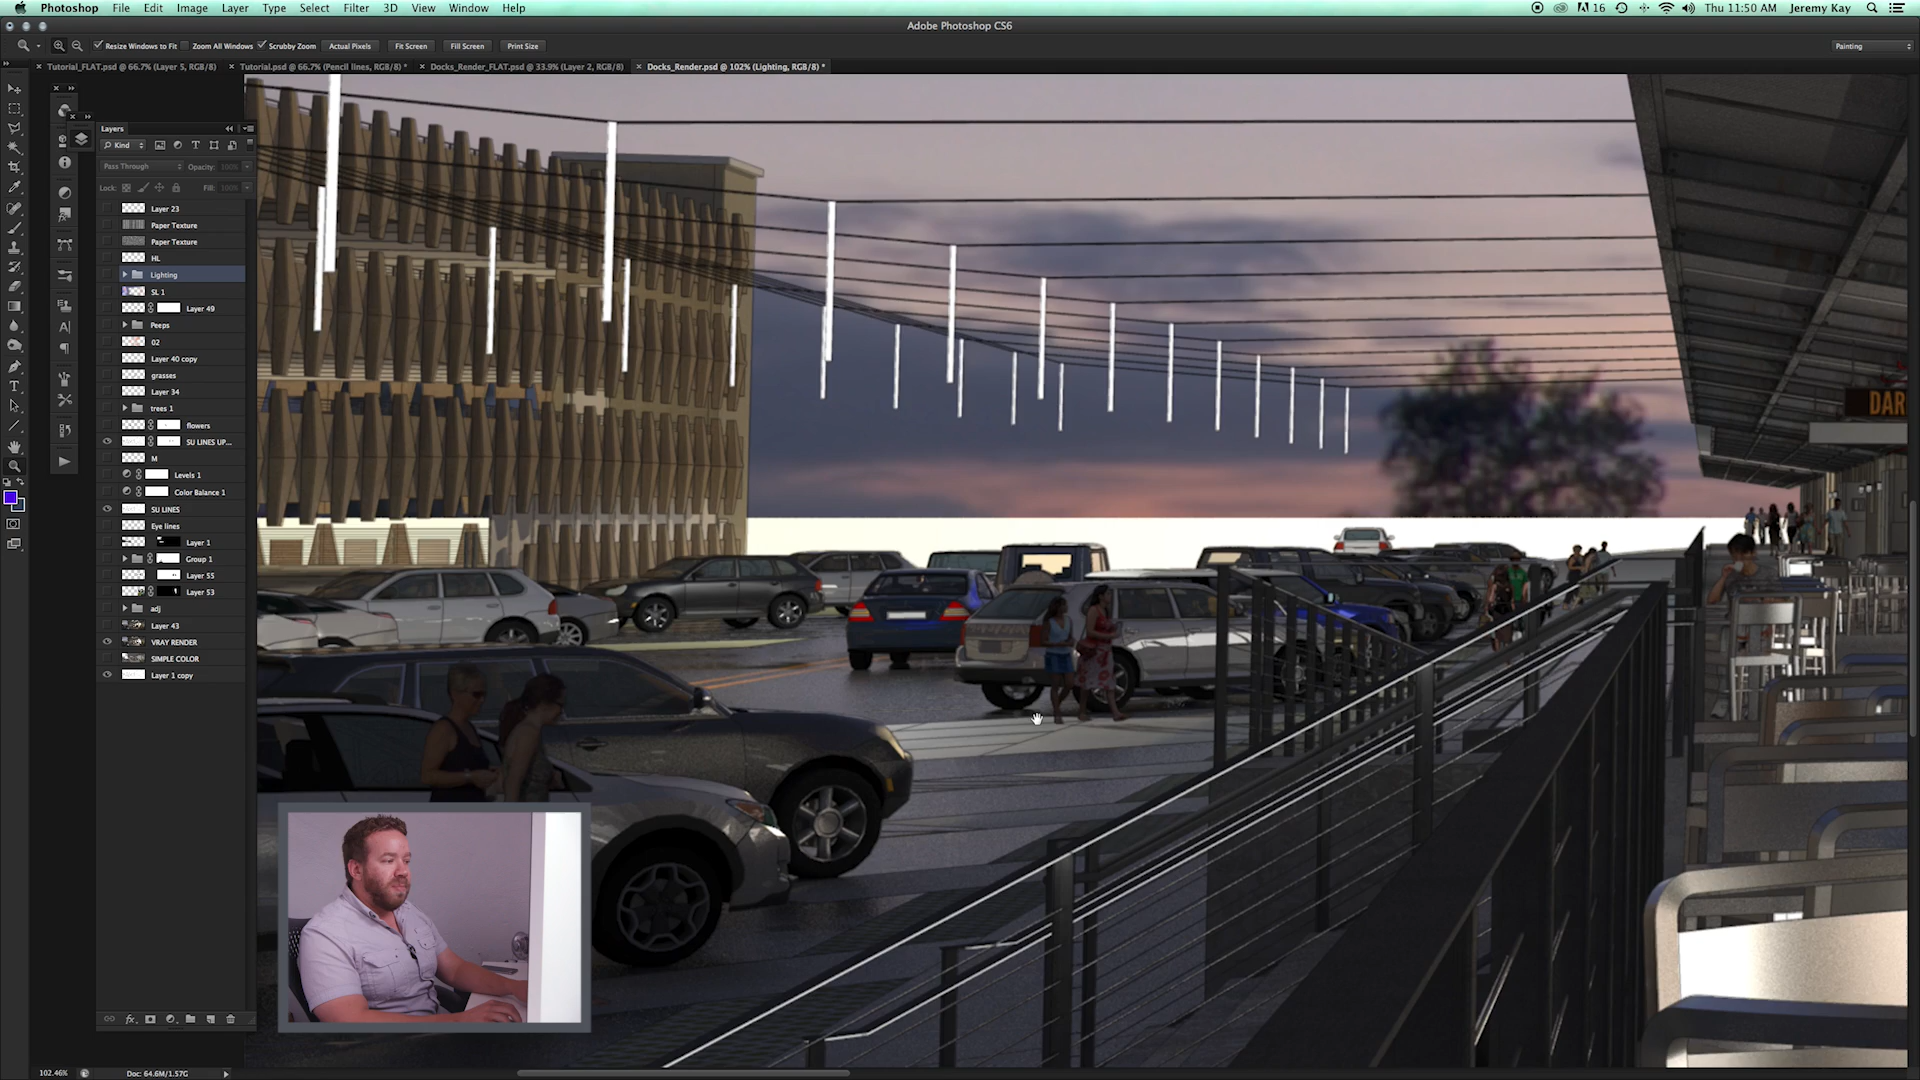 Photoshop File Edit Image Layer Type Select Filter 3D View Window Help
16 Thu 11:50 AM Jeremy Kay
Adobe Photoshop CS6
Resize Windows to Fit Zoom All Windows Scrubby Zoom Actual Pixels Fit Screen Fill Screen Print Size Painting
Tutorial_FLAT.psd @ 66.7% (Layer 5, RGB/8) Tutorial.psd @ 66.7% (Pencil lines, RGB/8) * Docks_Render_FLAT.psd @ 33.9% (Layer 2, RGB/8) Docks_Render.psd @ 102% (Lighting, RGB/8) *
Layers
Kind
Pass Through Opacity: 100%
Lock: Fill: 100%
Layer 23
Paper Texture
Paper Texture
HL
Lighting
SL 1
Layer 49
Peeps
02
Layer 40 copy
grasses
Layer 34
trees 1
flowers
SU LINES UP...
M
Levels 1
Color Balance 1
SU LINES
Eye lines
Layer 1
Group 1
Layer 55
Layer 53
adj
Layer 43
VRAY RENDER
SIMPLE COLOR
Layer 1 copy
DAR
102.46% Doc: 64.6M/1.57G